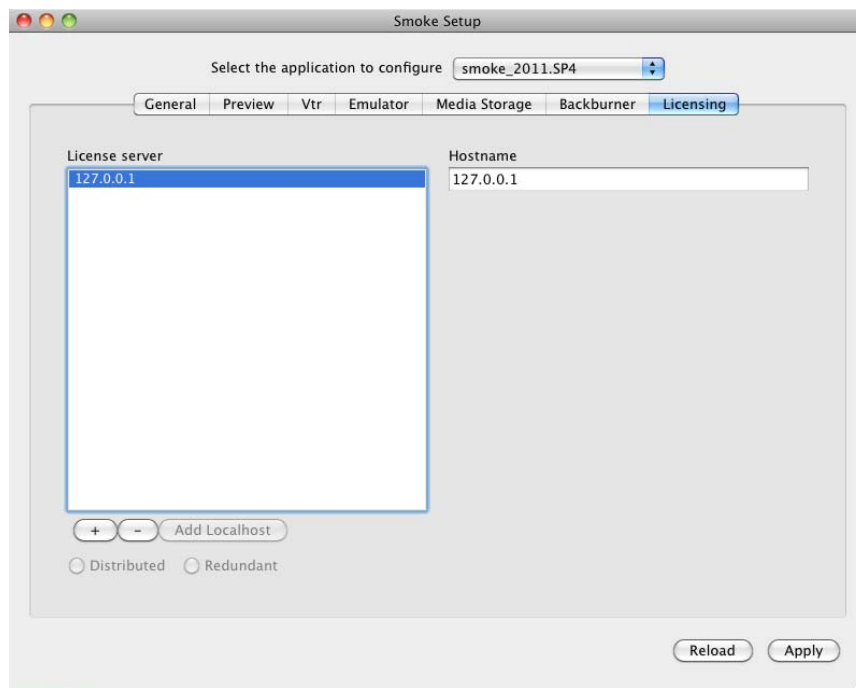 Smoke Setup
Select the application to configure smoke_2011.SP4
General Preview Vtr Emulator Media Storage Backburner Licensing
License server
127.0.0.1
Hostname
127.0.0.1
+ - Add Localhost
Distributed Redundant
Reload Apply